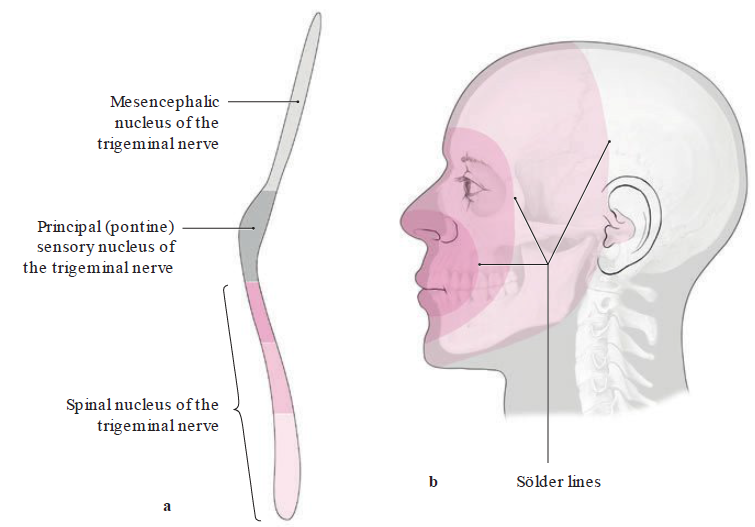 Mesencephalic
nucleus of the
trigeminal nerve
Principal (pontine)
sensory nucleus of
the trigeminal nerve
Spinal nucleus of the
trigeminal nerve
a
b
Sölder lines